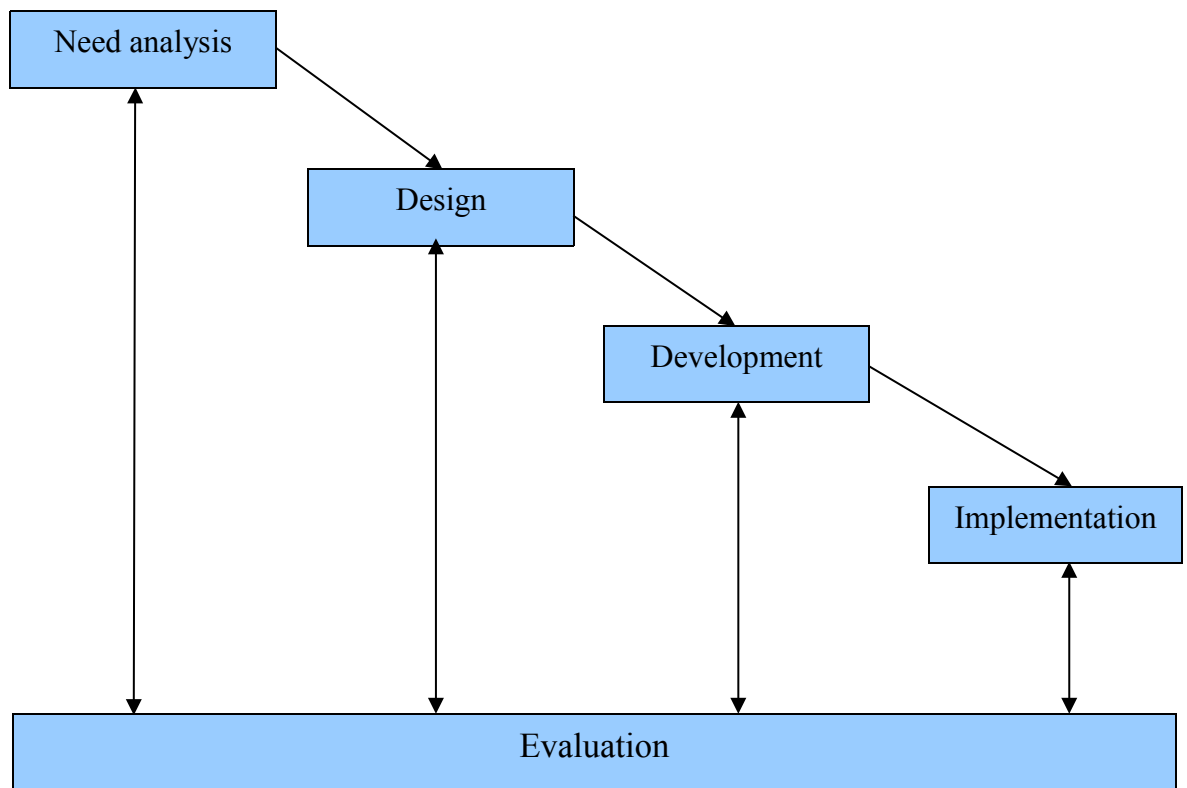 Need analysis
Design
Development
Implementation
Evaluation